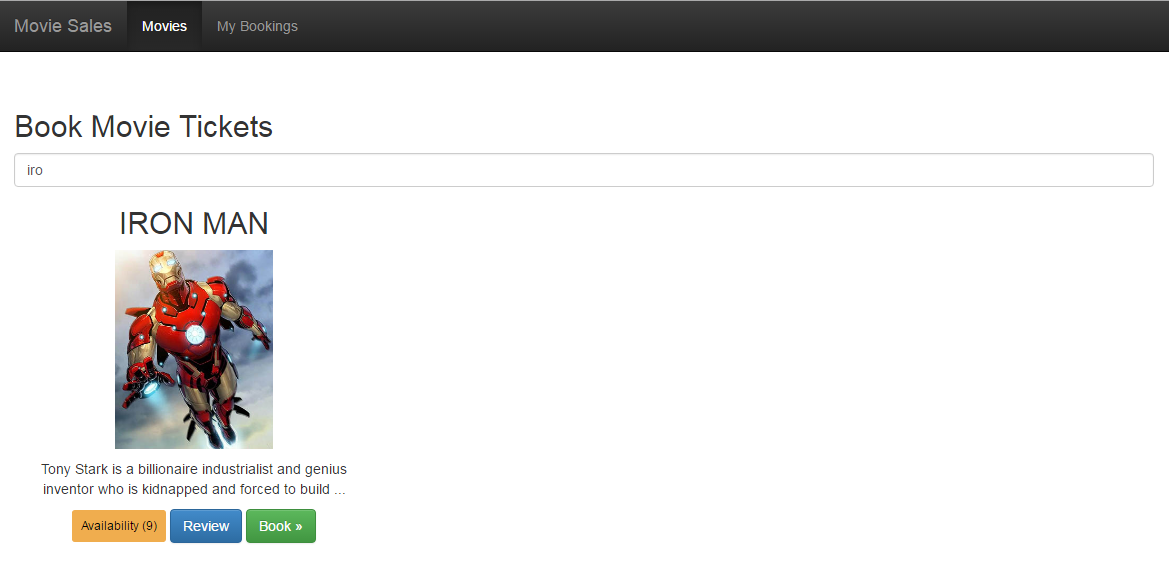 Movie Sales Movies My Bookings
Book Movie Tickets
iro
IRON MAN
Tony Stark is a billionaire industrialist and genius
inventor who is kidnapped and forced to build ...
Availability (9) Review Book »